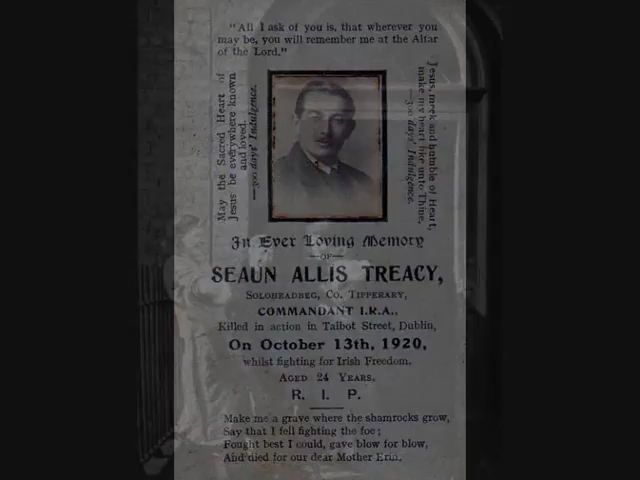 "All I ask of you is, that wherever you
may be, you will remember me at the Altar
of the Lord."
May the Sacred Heart of
Jesus be everywhere known
and loved.
—300 days' Indulgence.
Jesus, meek and humble of Heart,
make my heart like unto Thine,
—300 days' Indulgence.
In Ever Loving Memory
—OF—
SEAUN ALLIS TREACY,
SOLOHEADBEG, CO. TIPPERARY,
COMMANDANT I.R.A.,
Killed in action in Talbot Street, Dublin,
On October 13th, 1920,
whilst fighting for Irish Freedom.
AGED 24 YEARS.
R. I. P.
Make me a grave where the shamrocks grow,
Say that I fell fighting the foe;
Fought best I could, gave blow for blow,
And died for our dear Mother Erin.